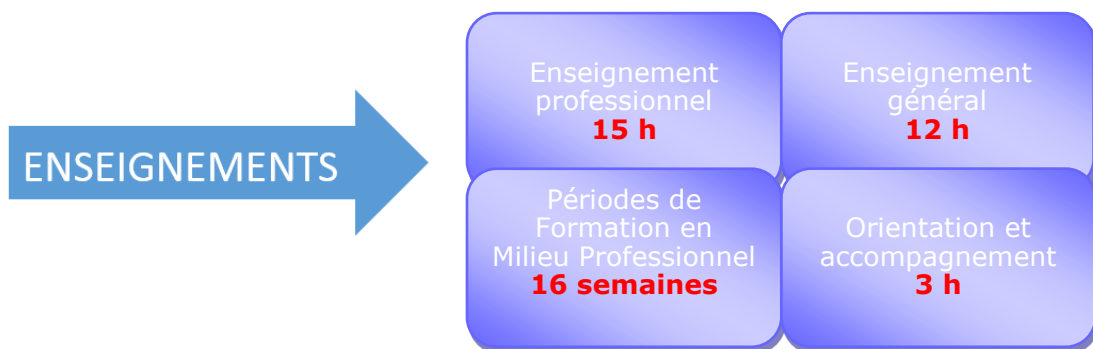 ENSEIGNEMENTS
Enseignement
professionnel
15 h
Enseignement
général
12 h
Périodes de
Formation en
Milieu Professionnel
16 semaines
Orientation et
accompagnement
3 h